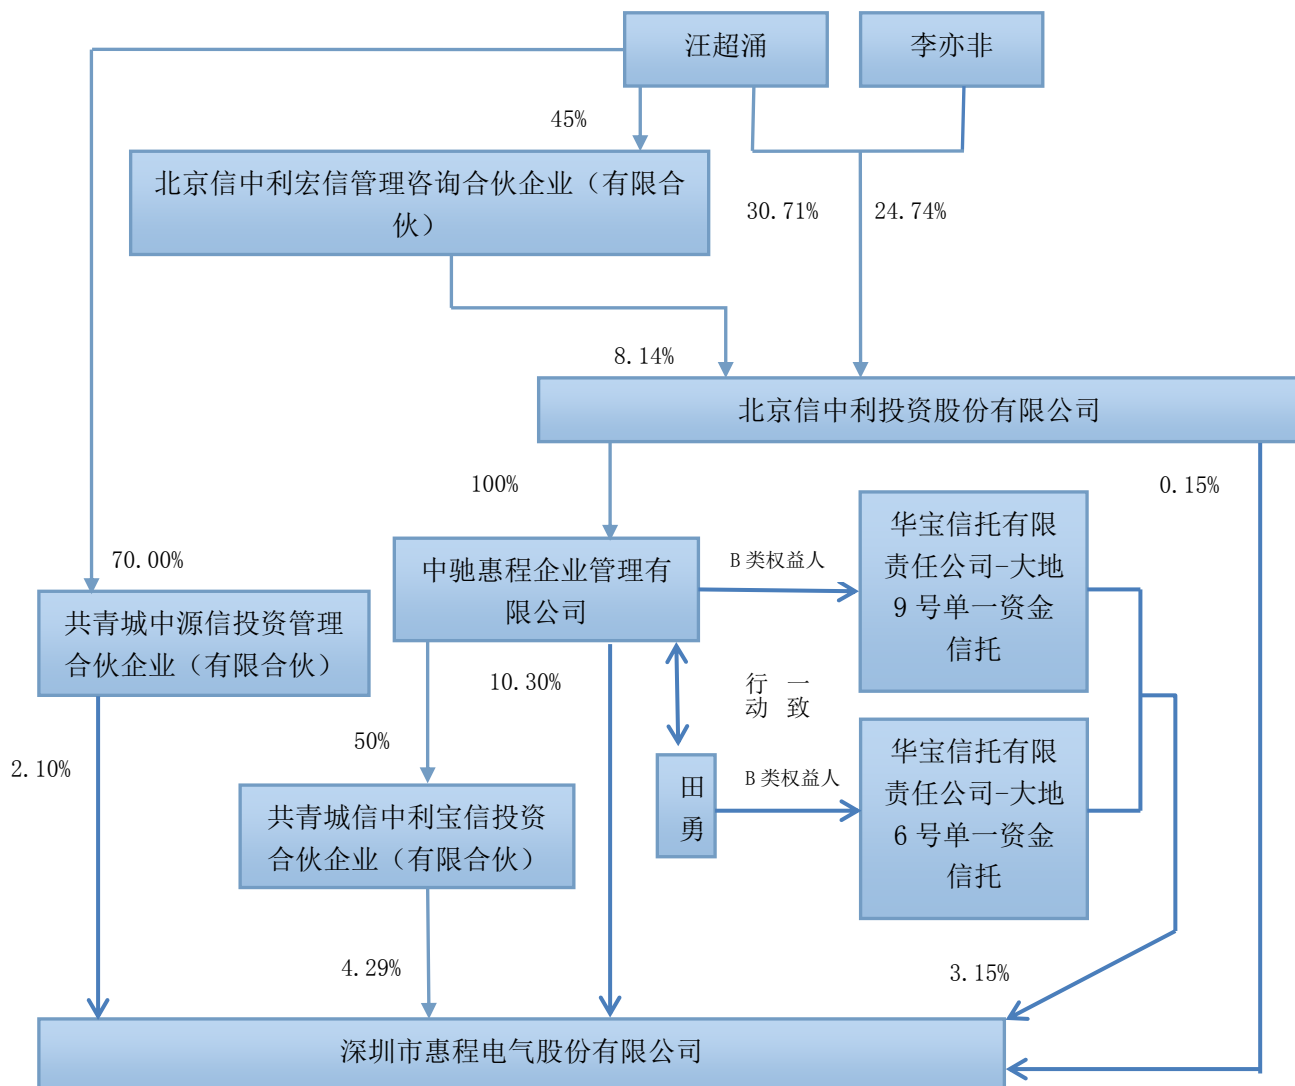 汪超涌
李亦非
45%
北京信中利宏信管理咨询合伙企业（有限合
伙）
30.71%
24.74%
8.14%
北京信中利投资股份有限公司
100%
0.15%
70.00%
中驰惠程企业管理有
限公司
B 类权益人
华宝信托有限
责任公司-大地
9 号单一资金
信托
共青城中源信投资管理
合伙企业（有限合伙）
10.30%
行 一
动 致
50%
2.10%
田
勇
B 类权益人
华宝信托有限
责任公司-大地
6 号单一资金
信托
共青城信中利宝信投资
合伙企业（有限合伙）
4.29%
3.15%
深圳市惠程电气股份有限公司